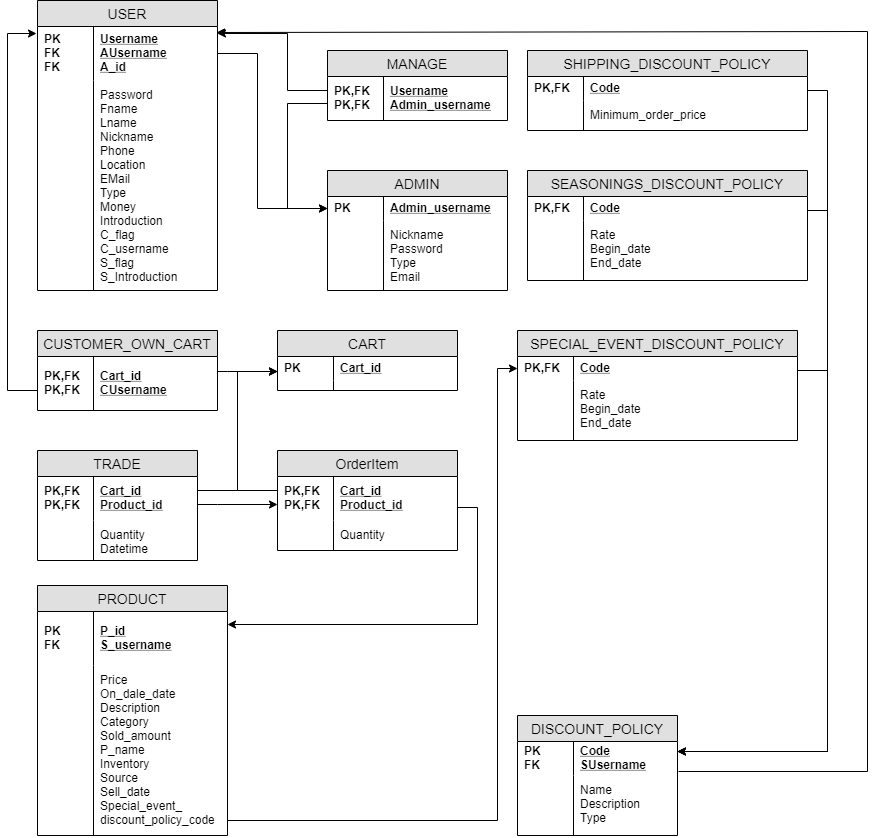 USER
PK Username
FK AUsername
FK A_id
Password
Fname
Lname
Nickname
Phone
Location
EMail
Type
Money
Introduction
C_flag
C_username
S_flag
S_Introduction
MANAGE
PK,FK Username
PK,FK Admin_username
SHIPPING_DISCOUNT_POLICY
PK,FK Code
Minimum_order_price
ADMIN
PK Admin_username
Nickname
Password
Type
Email
SEASONINGS_DISCOUNT_POLICY
PK,FK Code
Rate
Begin_date
End_date
CUSTOMER_OWN_CART
PK,FK Cart_id
PK,FK CUsername
CART
PK Cart_id
SPECIAL_EVENT_DISCOUNT_POLICY
PK,FK Code
Rate
Begin_date
End_date
TRADE
PK,FK Cart_id
PK,FK Product_id
Quantity
Datetime
OrderItem
PK,FK Cart_id
PK,FK Product_id
Quantity
PRODUCT
PK P_id
FK S_username
Price
On_dale_date
Description
Category
Sold_amount
P_name
Inventory
Source
Sell_date
Special_event_
discount_policy_code
DISCOUNT_POLICY
PK Code
FK SUsername
Name
Description
Type